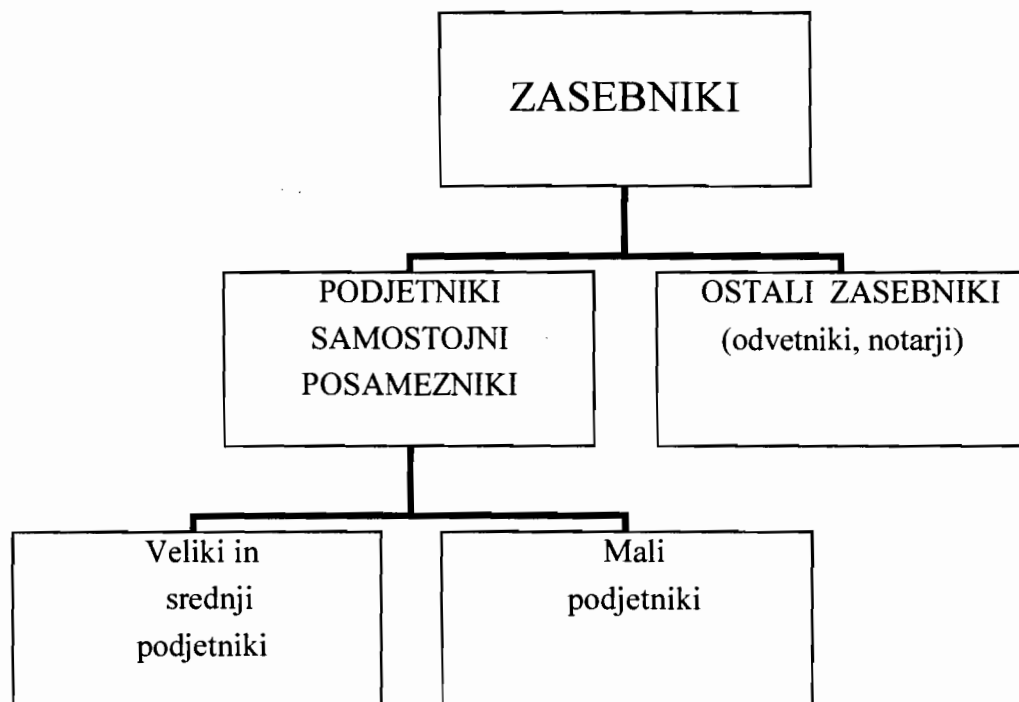 ZASEBNIKI
PODJETNIKI
SAMOSTOJNI
POSAMEZNIKI
OSTALI ZASEBNIKI
(odvetniki, notarji)
Veliki in
srednji
podjetniki
Mali
podjetniki